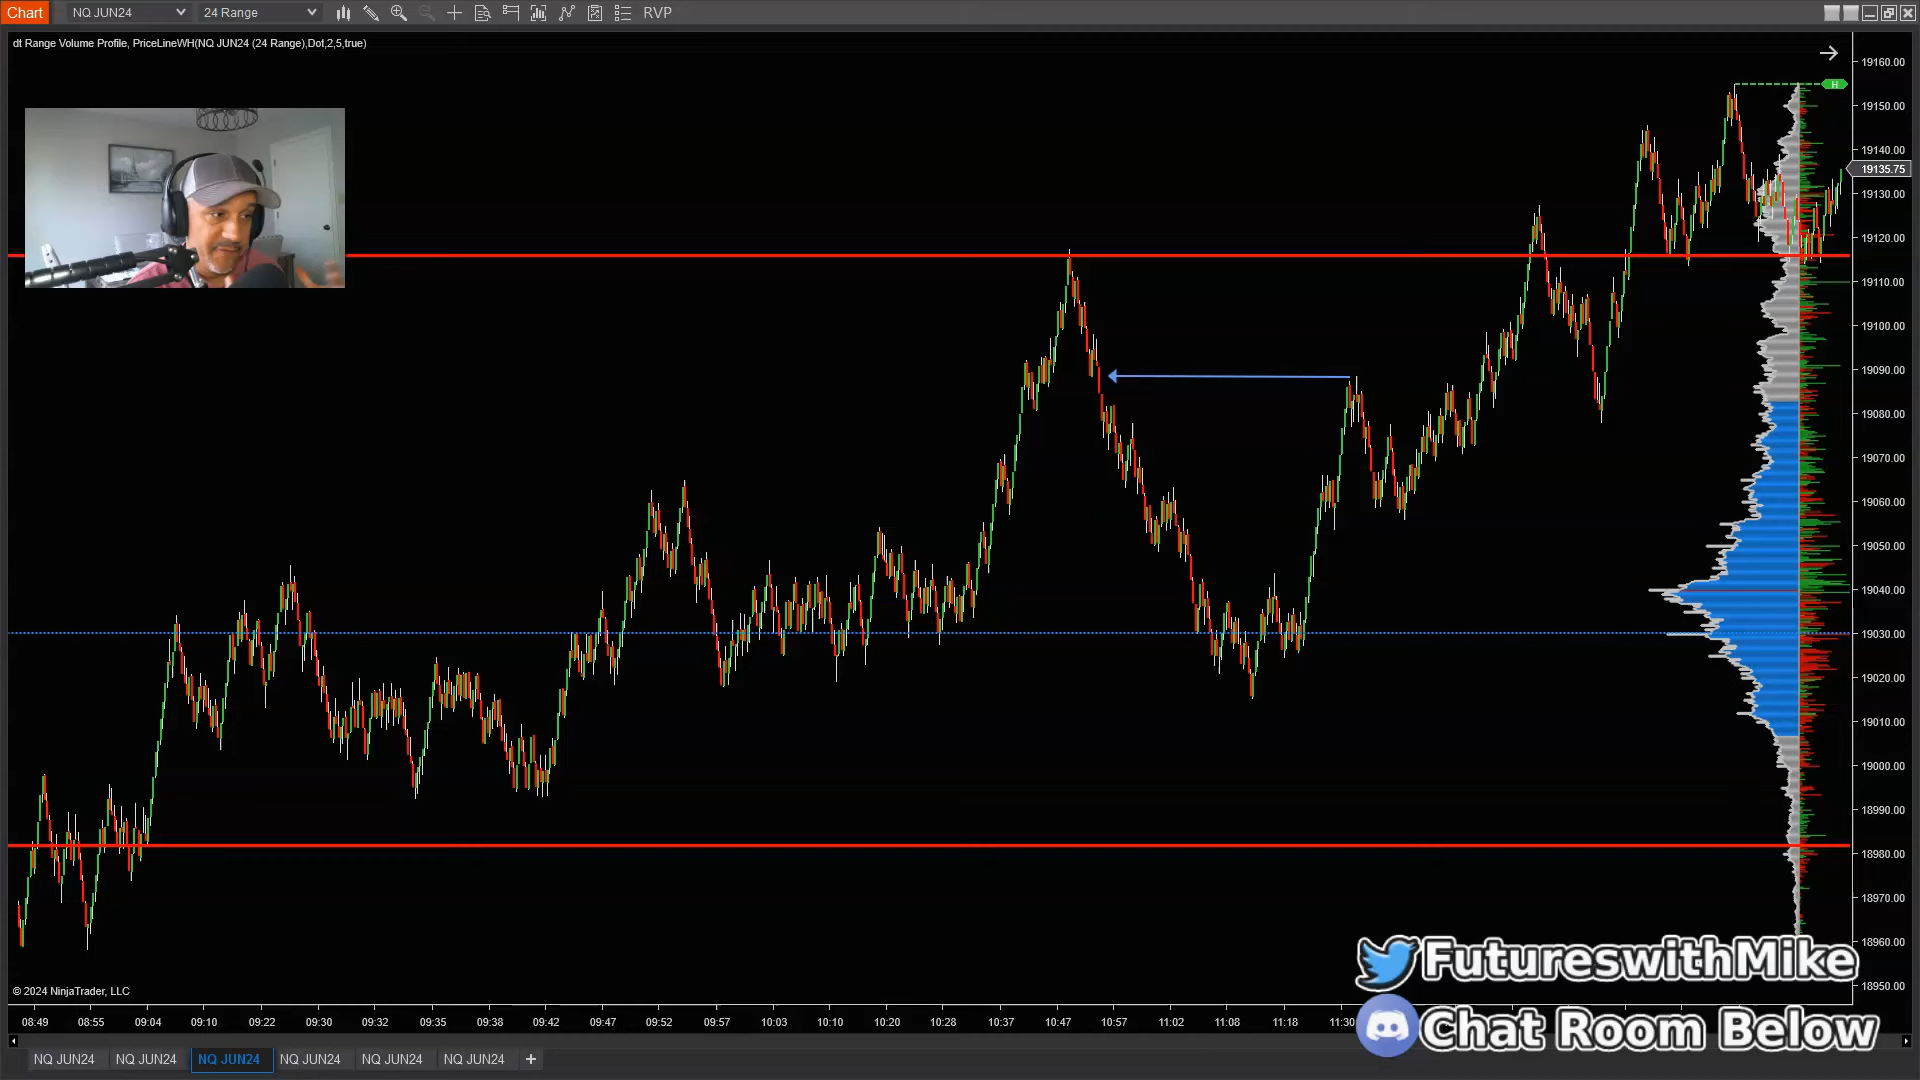 Chart NQ JUN24 24 Range RVP
dt Range Volume Profile, PriceLineWH(NQ JUN24 (24 Range),Dot,2,5,true)
19160.00
H
19150.00
19140.00
19135.75
19130.00
19120.00
19110.00
19100.00
19090.00
19080.00
19070.00
19060.00
19050.00
19040.00
19030.00
19020.00
19010.00
19000.00
18990.00
18980.00
18970.00
18960.00
FutureswithMike
18950.00
© 2024 NinjaTrader, LLC
08:49 08:55 09:04 09:10 09:22 09:30 09:32 09:35 09:38 09:42 09:47 09:52 09:57 10:03 10:10 10:20 10:28 10:37 10:47 10:57 11:02 11:08 11:18 11:30
Chat Room Below
NQ JUN24 NQ JUN24 NQ JUN24 NQ JUN24 NQ JUN24 NQ JUN24 +